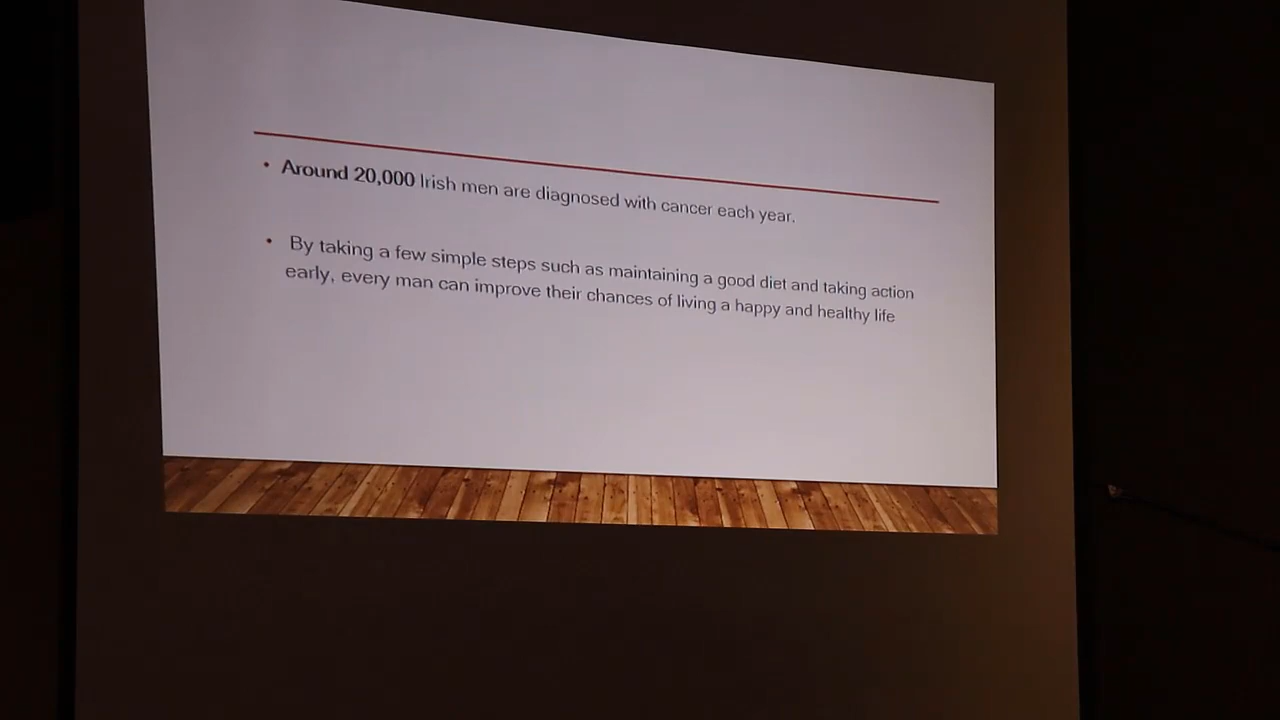 • Around 20,000 Irish men are diagnosed with cancer each year.
• By taking a few simple steps such as maintaining a good diet and taking action
early, every man can improve their chances of living a happy and healthy life